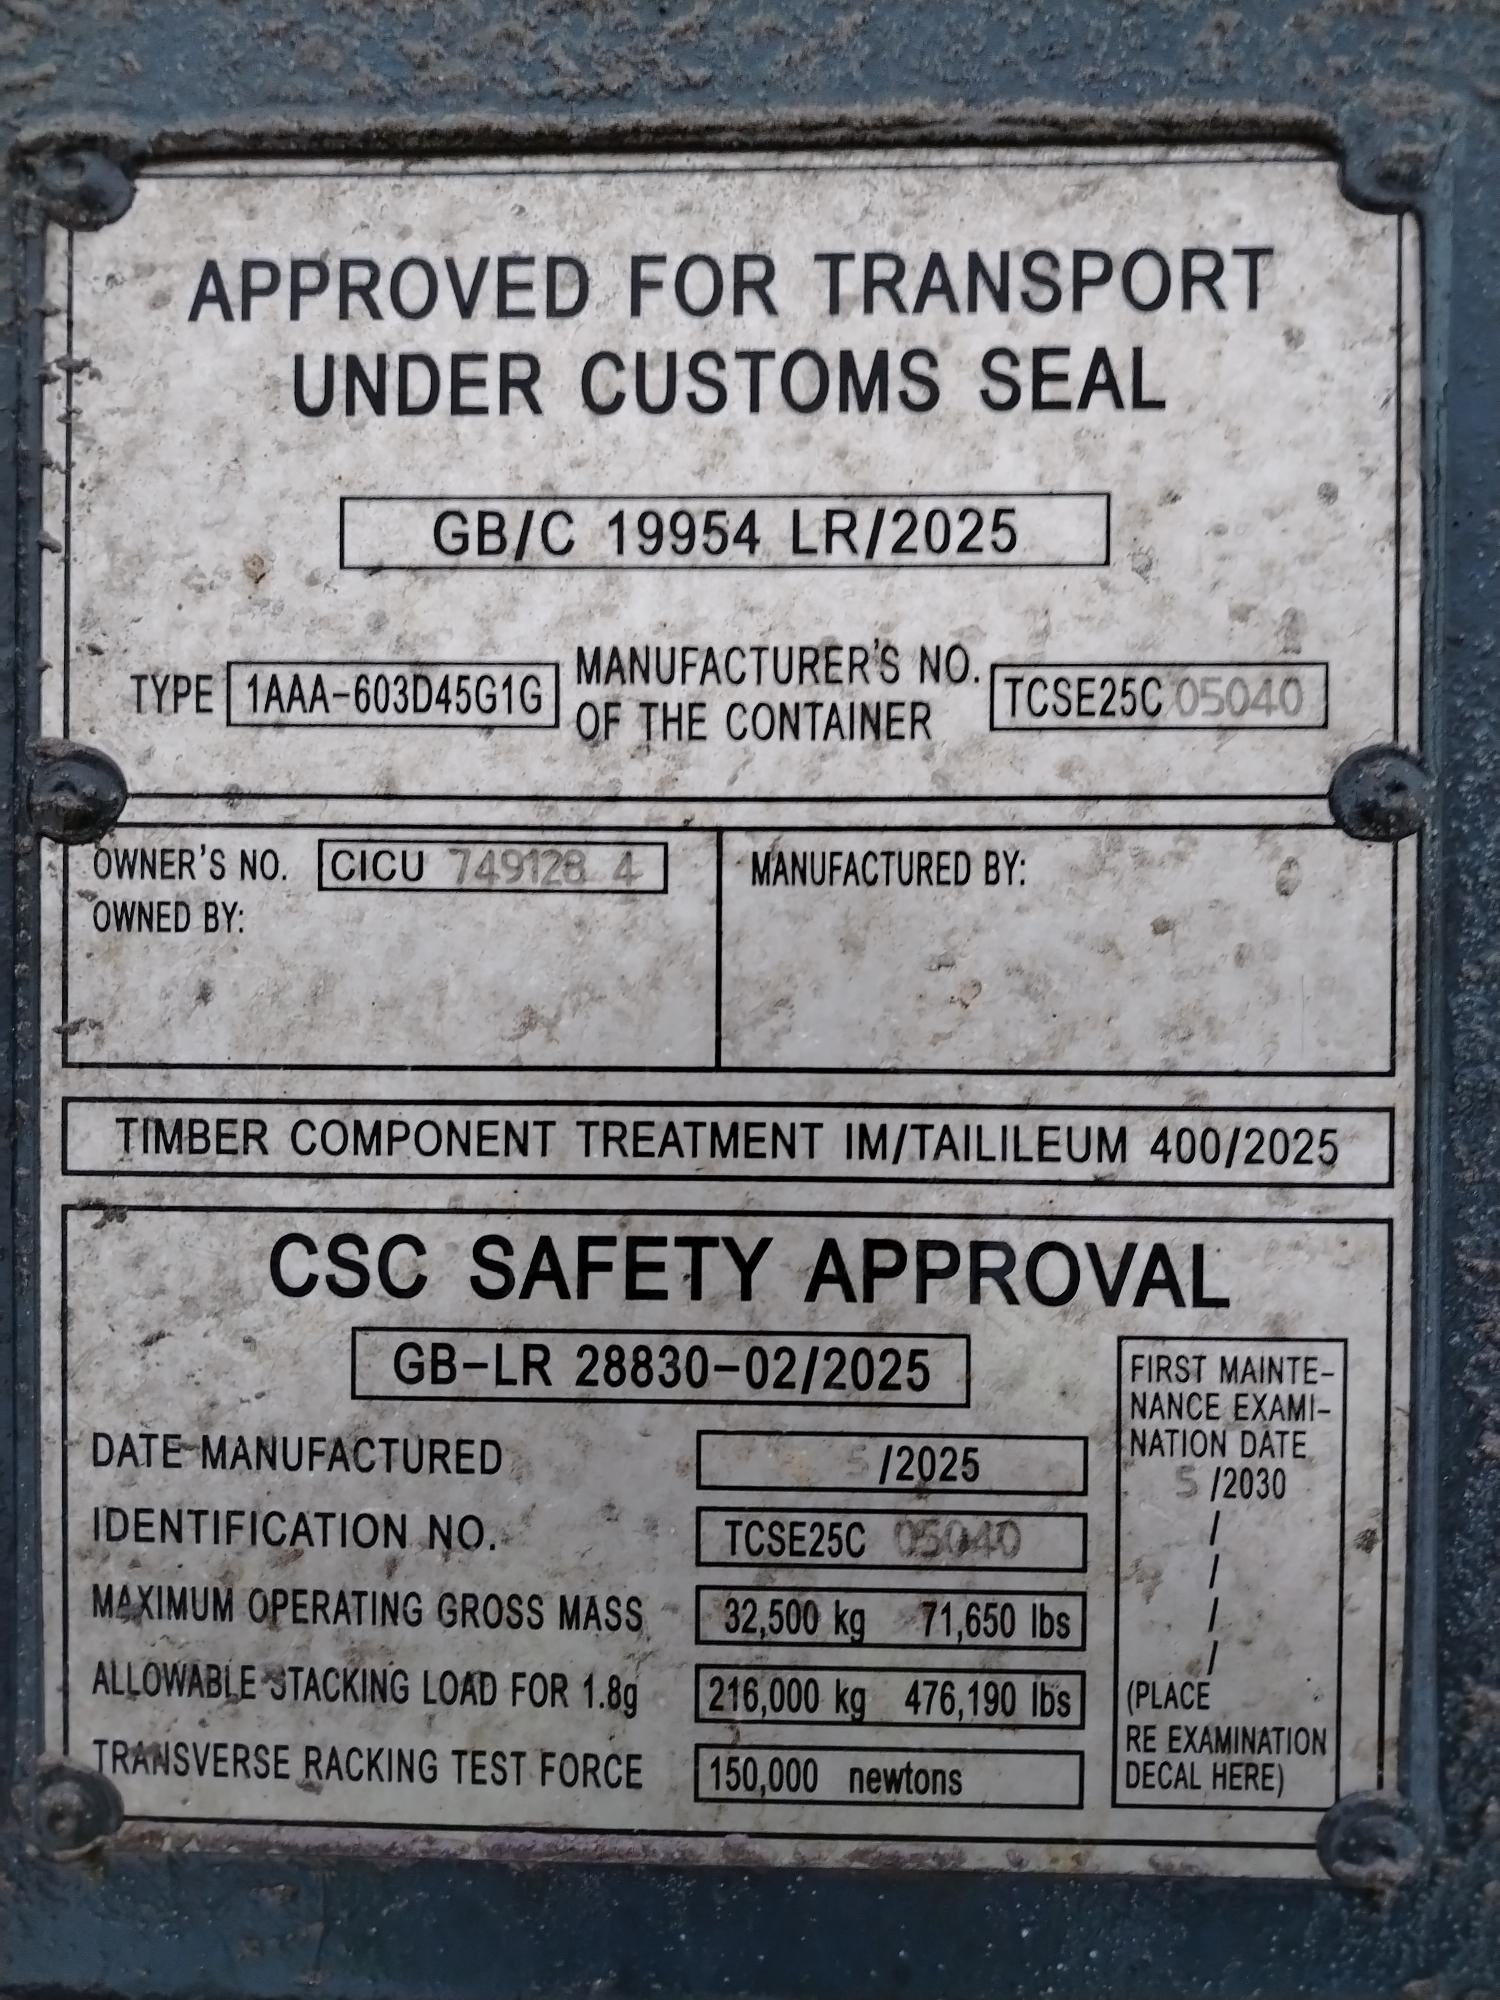 APPROVED FOR TRANSPORT
UNDER CUSTOMS SEAL
GB/C 19954 LR/2025
TYPE 1AAA-603D45G1G MANUFACTURER'S NO. OF THE CONTAINER TCSE25C 05040
OWNER'S NO. CICU 749128 4
OWNED BY:
MANUFACTURED BY:
TIMBER COMPONENT TREATMENT IM/TAILILEUM 400/2025
CSC SAFETY APPROVAL
GB-LR 28830-02/2025
DATE MANUFACTURED 5 /2025
IDENTIFICATION NO. TCSE25C 05040
MAXIMUM OPERATING GROSS MASS 32,500 kg 71,650 lbs
ALLOWABLE STACKING LOAD FOR 1.8g 216,000 kg 476,190 lbs
TRANSVERSE RACKING TEST FORCE 150,000 newtons
FIRST MAINTE-
NANCE EXAMI-
NATION DATE
5 /2030
/
/
/
/
(PLACE
RE EXAMINATION
DECAL HERE)